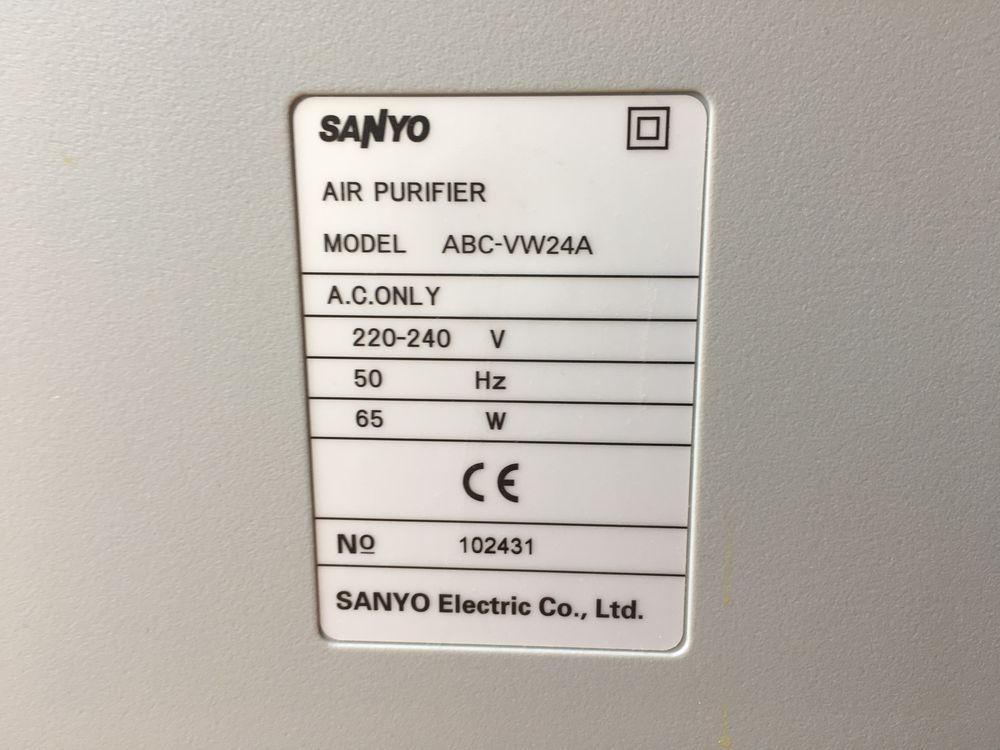 SANYO
AIR PURIFIER
MODEL ABC-VW24A
A.C.ONLY
220-240 V
50 Hz
65 W
CE
Nº 102431
SANYO Electric Co., Ltd.